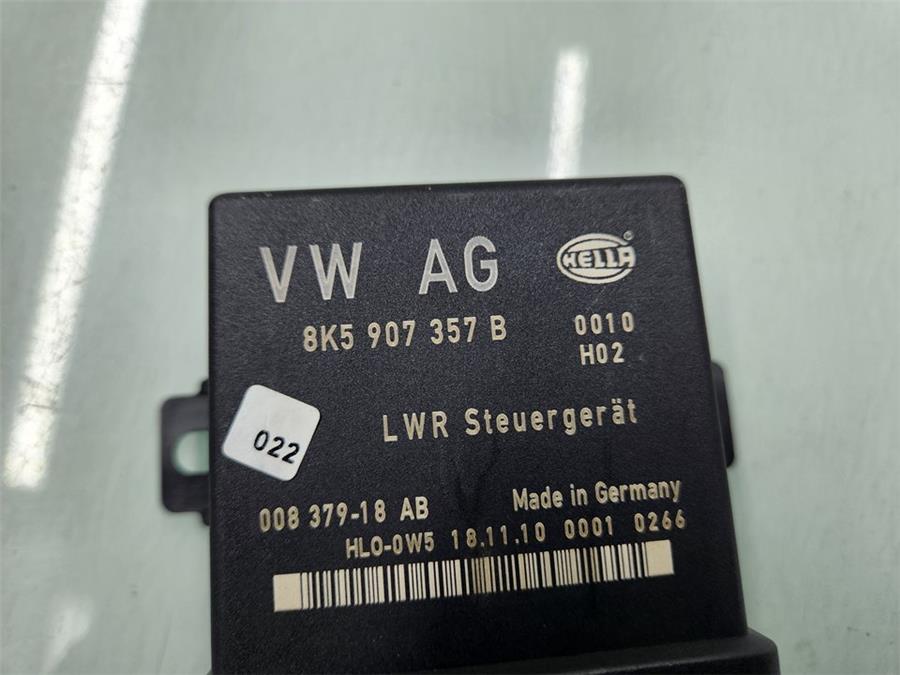 VW AG HELLA
8K5 907 357 B 0010
H02
LWR Steuergerät
022
008 379-18 AB Made in Germany
HLO-0W5 18.11.10 0001 0266